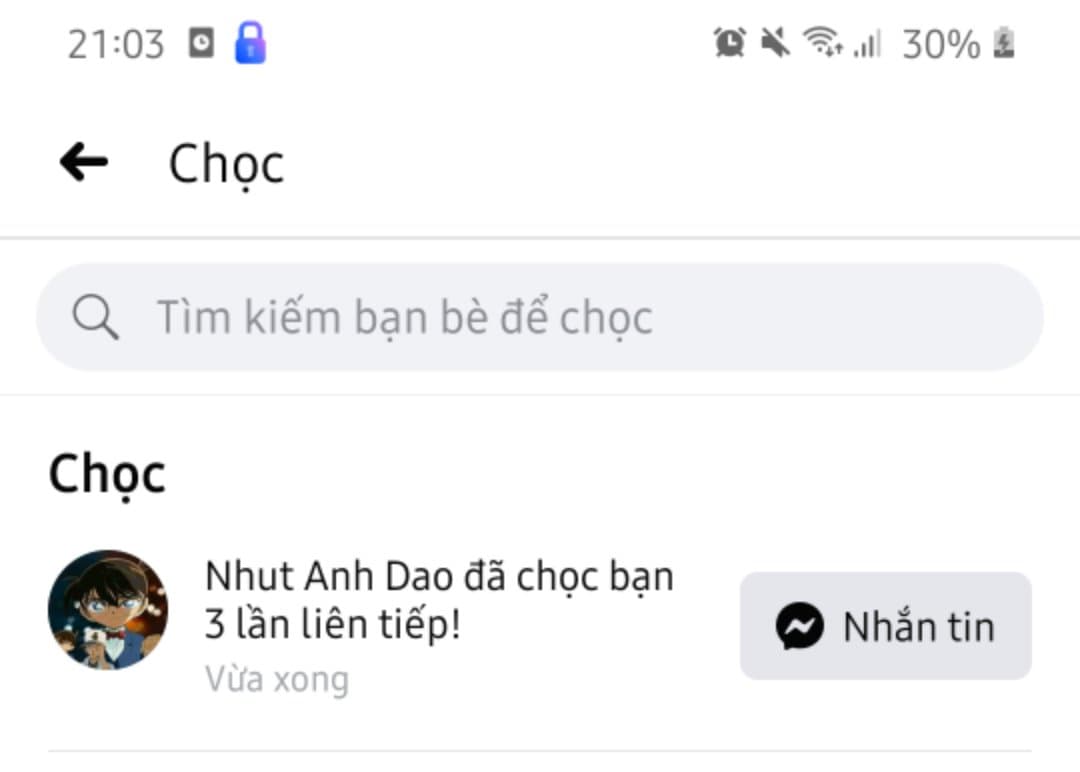 21:03 30%
Chọc
Tìm kiếm bạn bè để chọc
Chọc
Nhut Anh Dao đã chọc bạn
3 lần liên tiếp!
Vừa xong
Nhắn tin